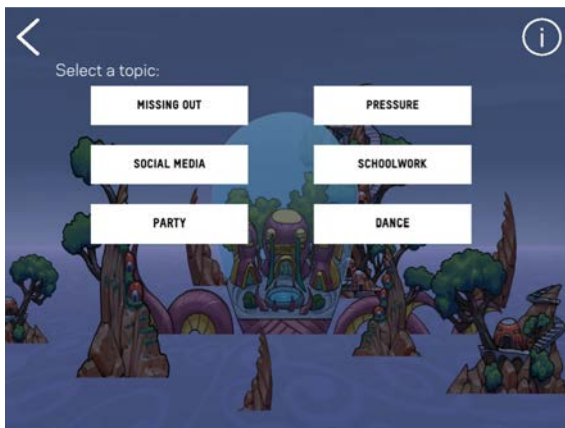 Select a topic:
MISSING OUT
PRESSURE
SOCIAL MEDIA
SCHOOLWORK
PARTY
DANCE